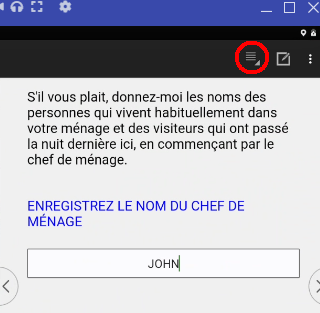 S'il vous plait, donnez-moi les noms des
personnes qui vivent habituellement dans
votre ménage et des visiteurs qui ont passé
la nuit dernière ici, en commençant par le
chef de ménage.
ENREGISTREZ LE NOM DU CHEF DE
MÉNAGE
JOHN